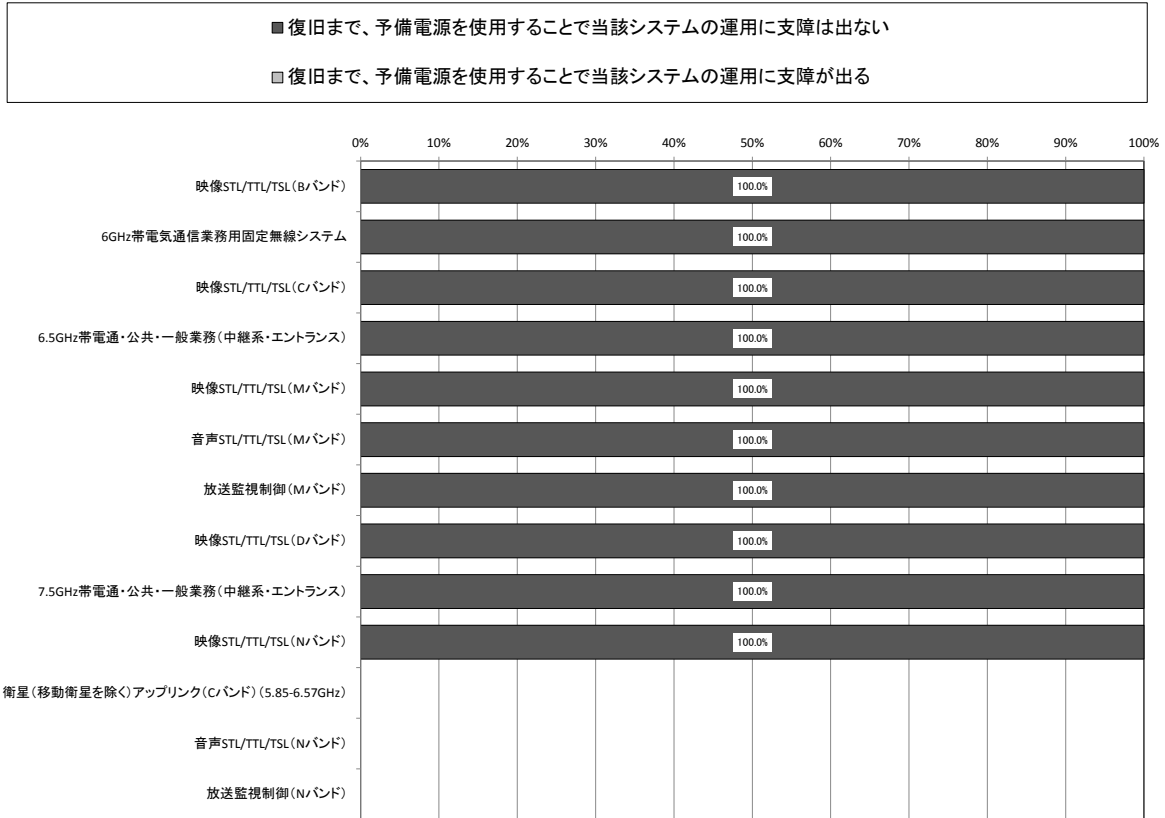 ■復旧まで、予備電源を使用することで当該システムの運用に支障は出ない
■復旧まで、予備電源を使用することで当該システムの運用に支障が出る
0% 10% 20% 30% 40% 50% 60% 70% 80% 90% 100%
映像STL/TTL/TSL(Bバンド) 100.0%
6GHz帯電気通信業務用固定無線システム 100.0%
映像STL/TTL/TSL(Cバンド) 100.0%
6.5GHz帯電通・公共・一般業務(中継系・エントランス) 100.0%
映像STL/TTL/TSL(Mバンド) 100.0%
音声STL/TTL/TSL(Mバンド) 100.0%
放送監視制御(Mバンド) 100.0%
映像STL/TTL/TSL(Dバンド) 100.0%
7.5GHz帯電通・公共・一般業務(中継系・エントランス) 100.0%
映像STL/TTL/TSL(Nバンド) 100.0%
衛星(移動衛星を除く)アップリンク(Cバンド)(5.85-6.57GHz)
音声STL/TTL/TSL(Nバンド)
放送監視制御(Nバンド)